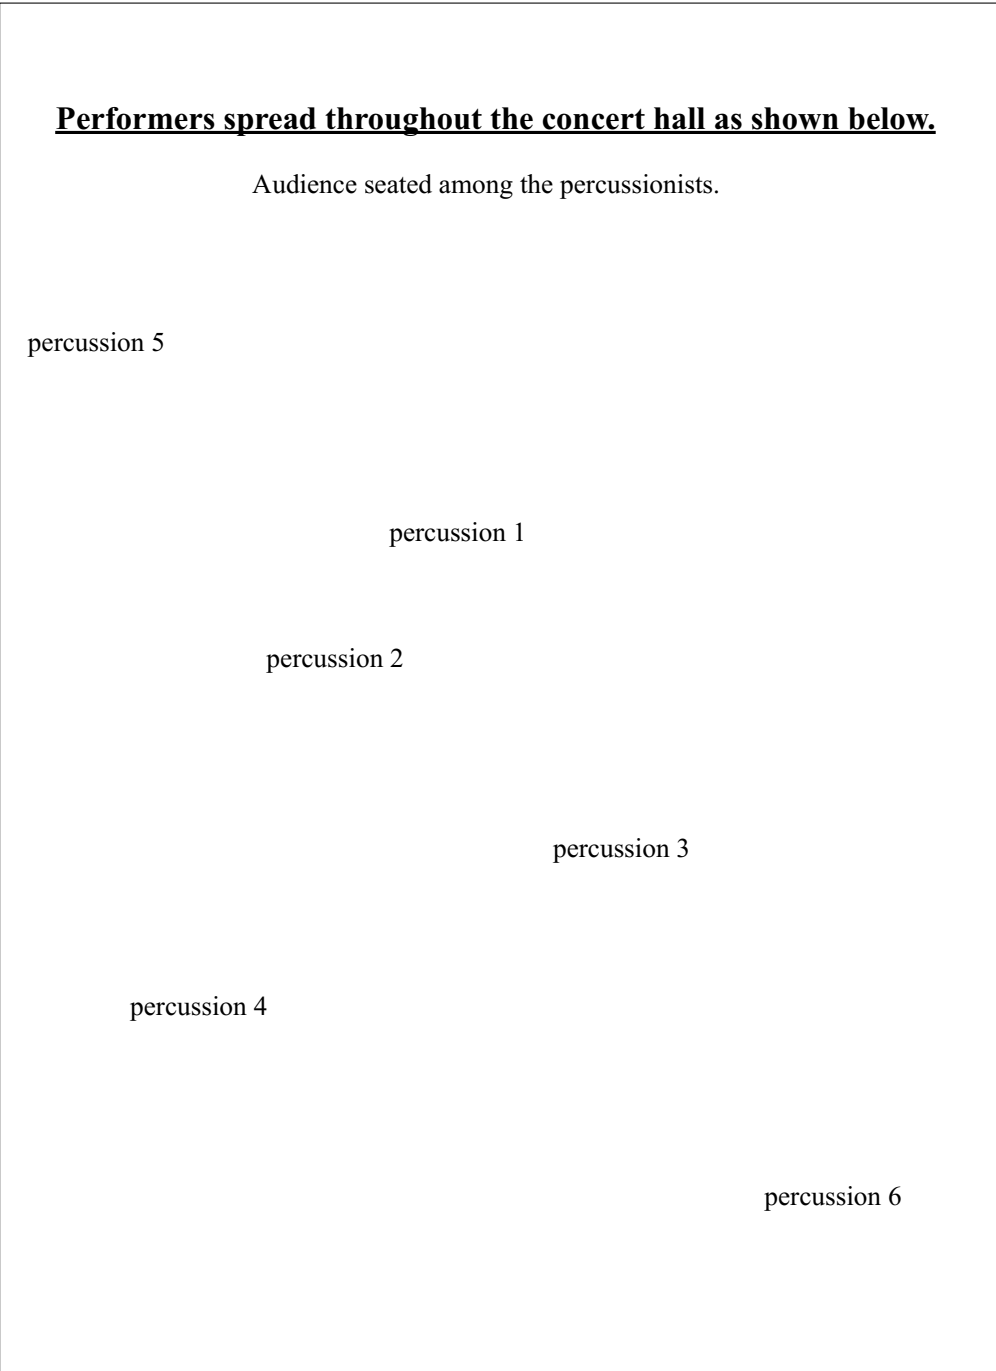 Performers spread throughout the concert hall as shown below.
Audience seated among the percussionists.
percussion 5
percussion 1
percussion 2
percussion 3
percussion 4
percussion 6